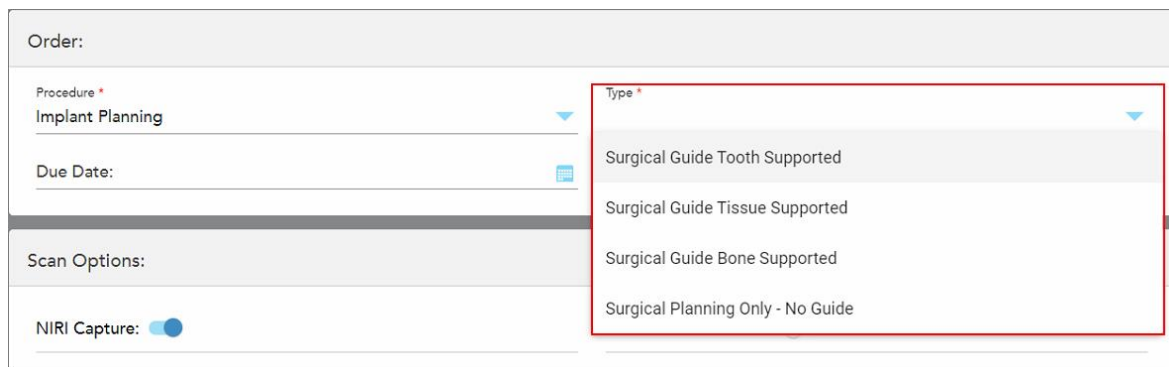 Order:
Procedure *
Implant Planning
Type *
Due Date:
Surgical Guide Tooth Supported
Surgical Guide Tissue Supported
Surgical Guide Bone Supported
Surgical Planning Only - No Guide
Scan Options:
NIRI Capture: